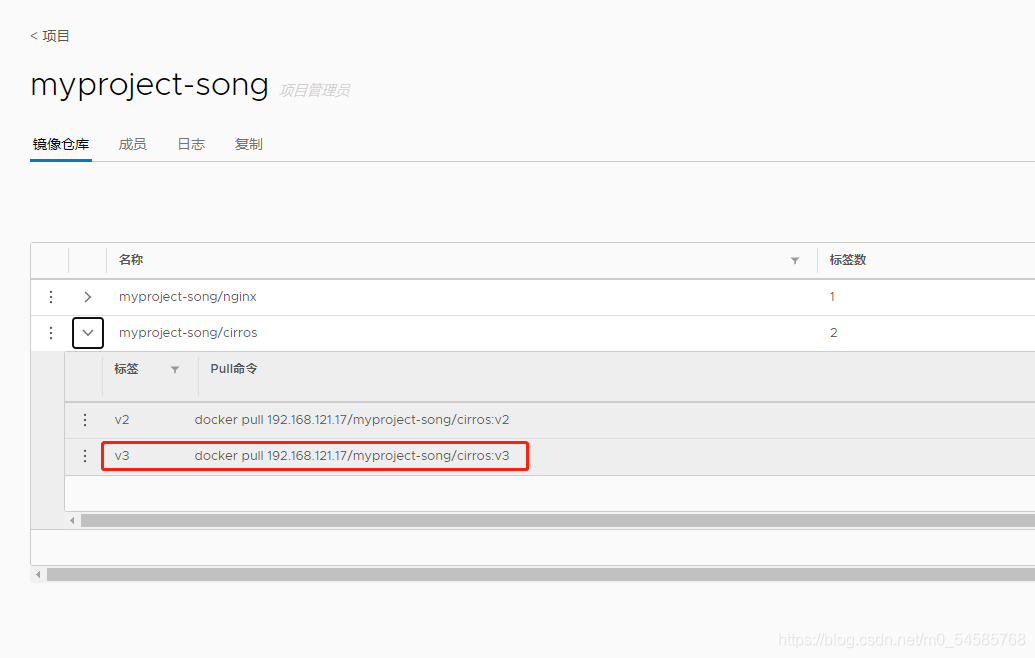 < 项目
myproject-song 项目管理员
镜像仓库 成员 日志 复制
名称 标签数
myproject-song/nginx 1
myproject-song/cirros 2
标签 Pull命令
v2 docker pull 192.168.121.17/myproject-song/cirros:v2
v3 docker pull 192.168.121.17/myproject-song/cirros:v3
https://blog.csdn.net/m0_54585768